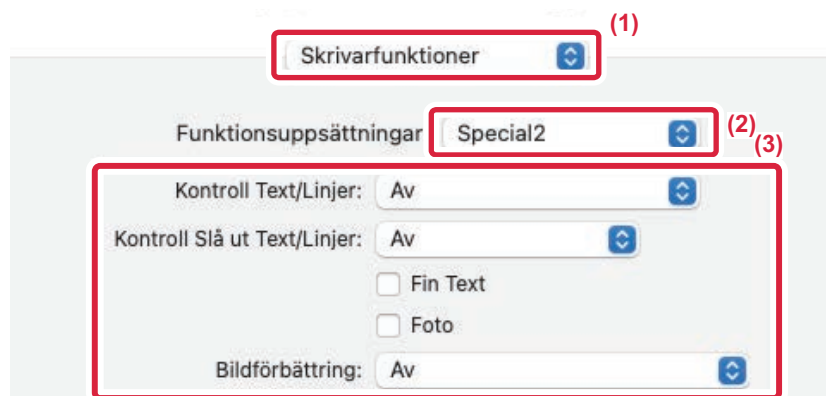 (1)
Skrivarfunktioner
Funktionsuppsättningar Special2 (2)
(3)
Kontroll Text/Linjer: Av
Kontroll Slå ut Text/Linjer: Av
Fin Text
Foto
Bildförbättring: Av